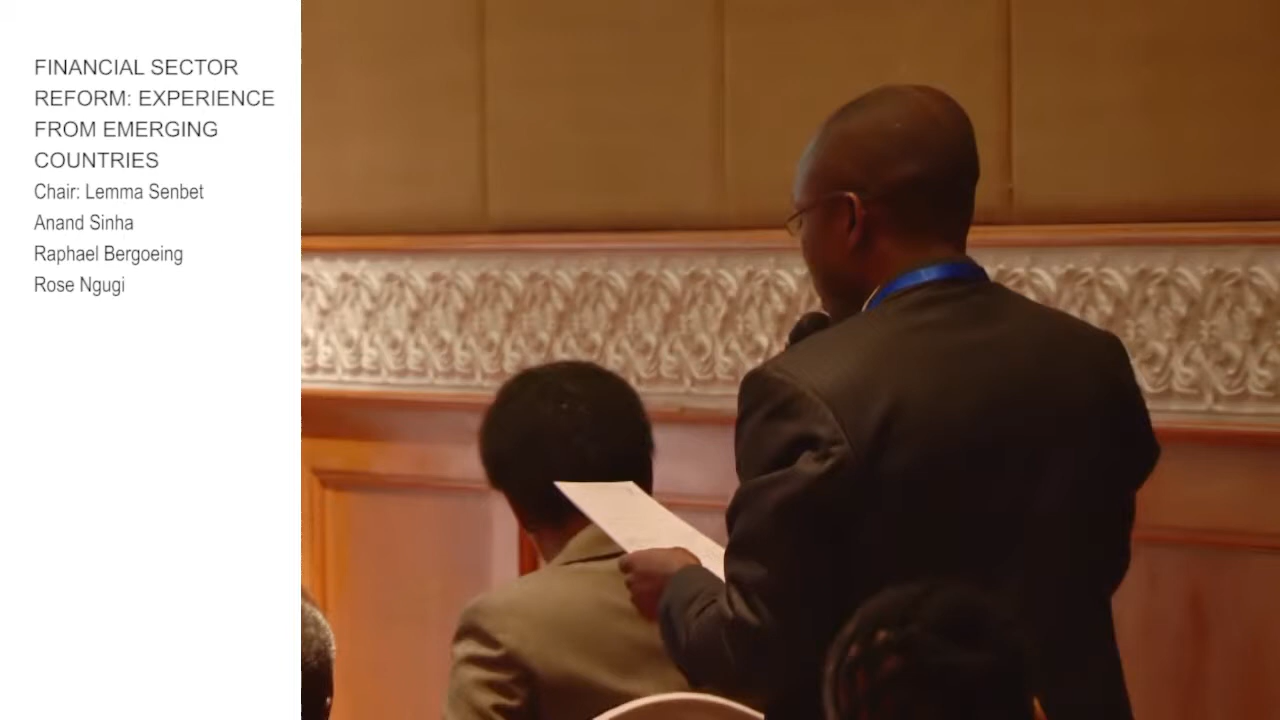 FINANCIAL SECTOR
REFORM: EXPERIENCE
FROM EMERGING
COUNTRIES
Chair: Lemma Senbet
Anand Sinha
Raphael Bergoeing
Rose Ngugi